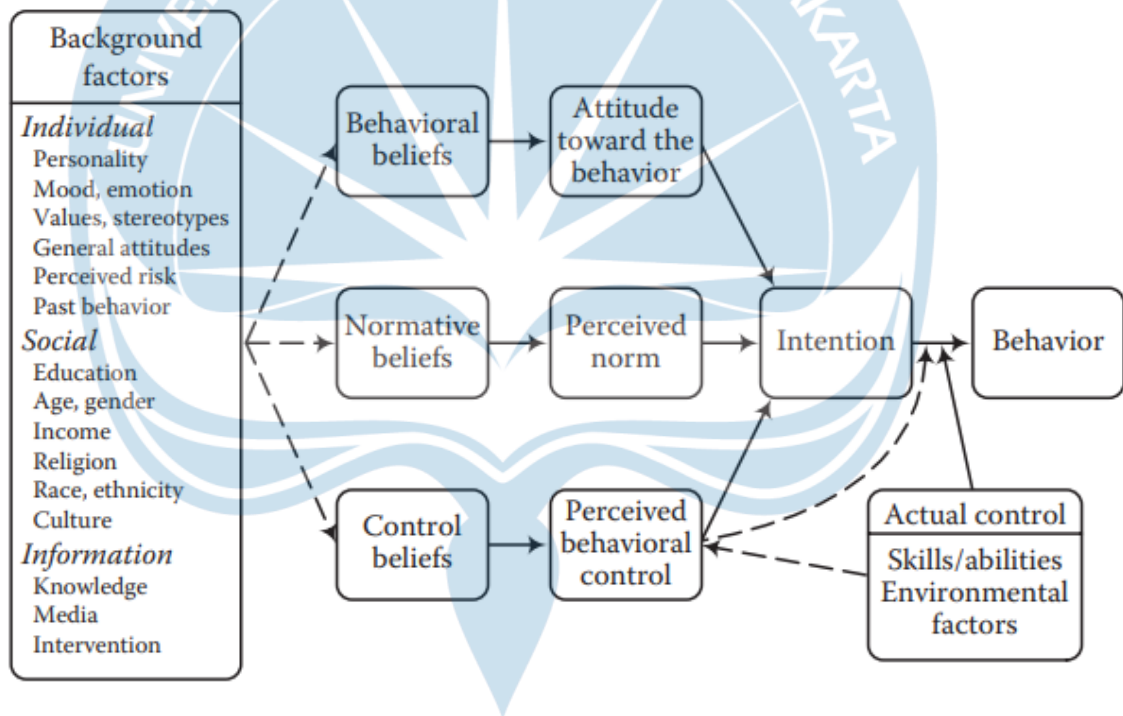 Background
factors
Individual
Personality
Mood, emotion
Values, stereotypes
General attitudes
Perceived risk
Past behavior
Social
Education
Age, gender
Income
Religion
Race, ethnicity
Culture
Information
Knowledge
Media
Intervention
Behavioral
beliefs
Attitude
toward the
behavior
Normative
beliefs
Perceived
norm
Intention
Behavior
Control
beliefs
Perceived
behavioral
control
Actual control
Skills/abilities
Environmental
factors